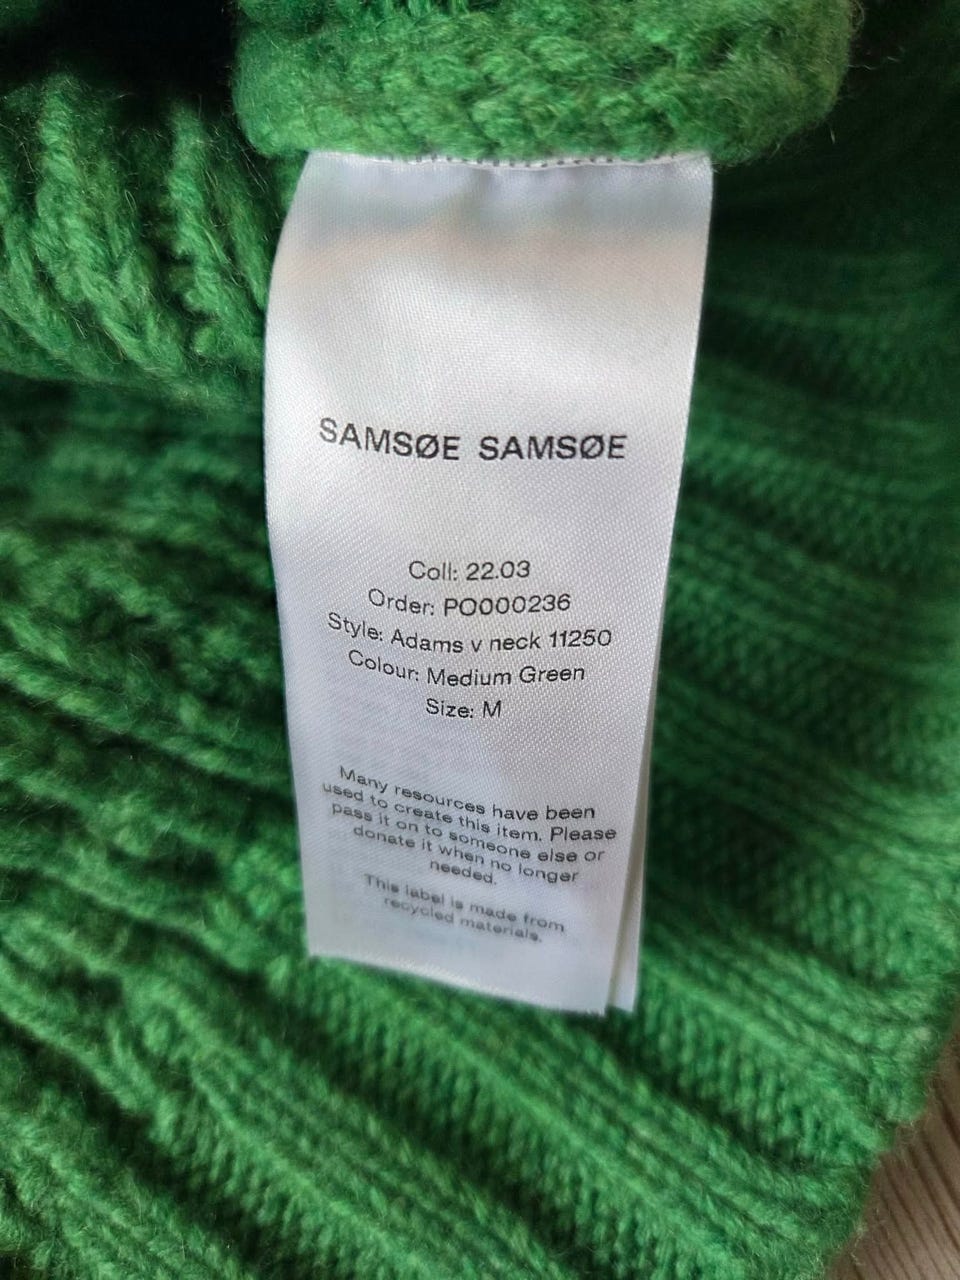 SAMSØE SAMSØE
Coll: 22.03
Order: PO000236
Style: Adams v neck 11250
Colour: Medium Green
Size: M
Many resources have been
used to create this item. Please
pass it on to someone else or
donate it when no longer
needed.
This label is made from
recycled materials.